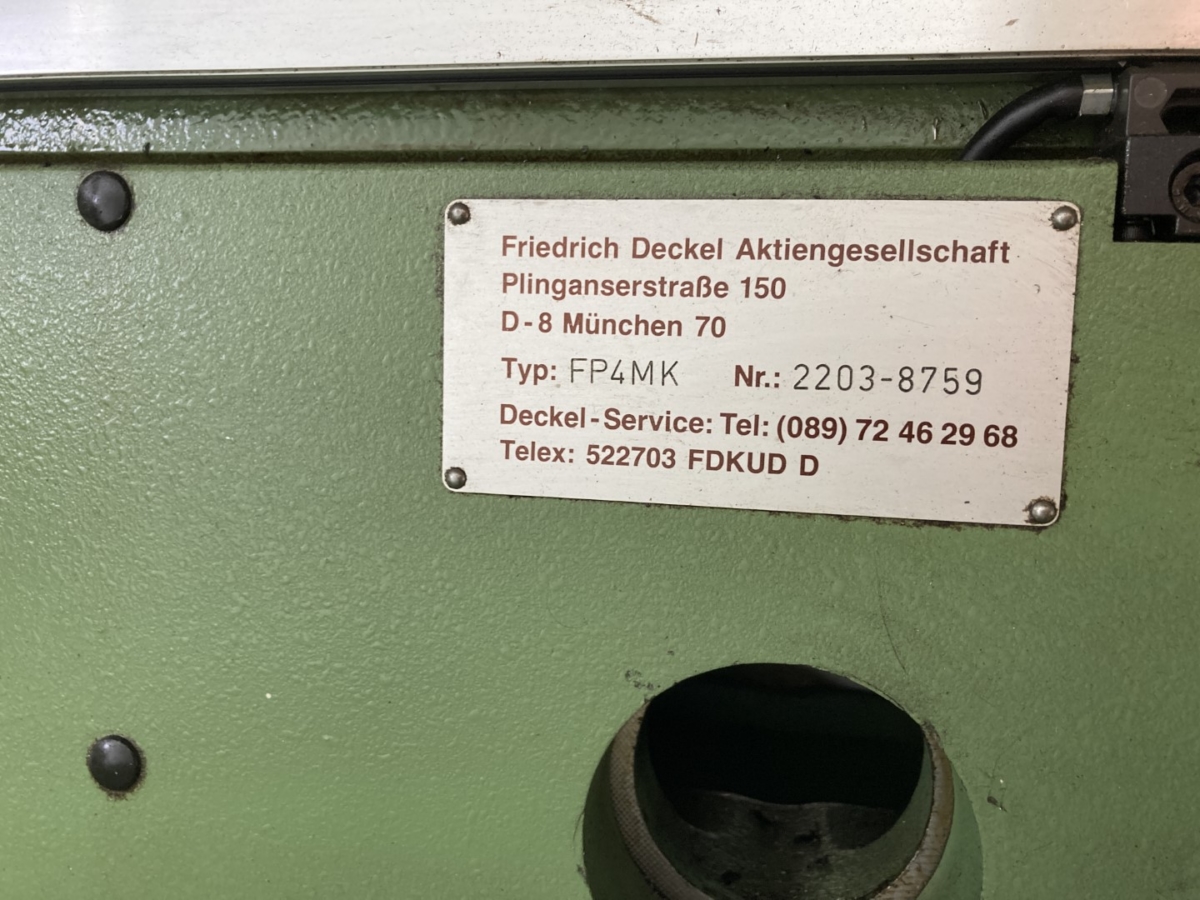 Friedrich Deckel Aktiengesellschaft
Plinganserstraße 150
D-8 München 70
Typ: FP4MK Nr.: 2203-8759
Deckel-Service: Tel: (089) 72 46 29 68
Telex: 522703 FDKUD D